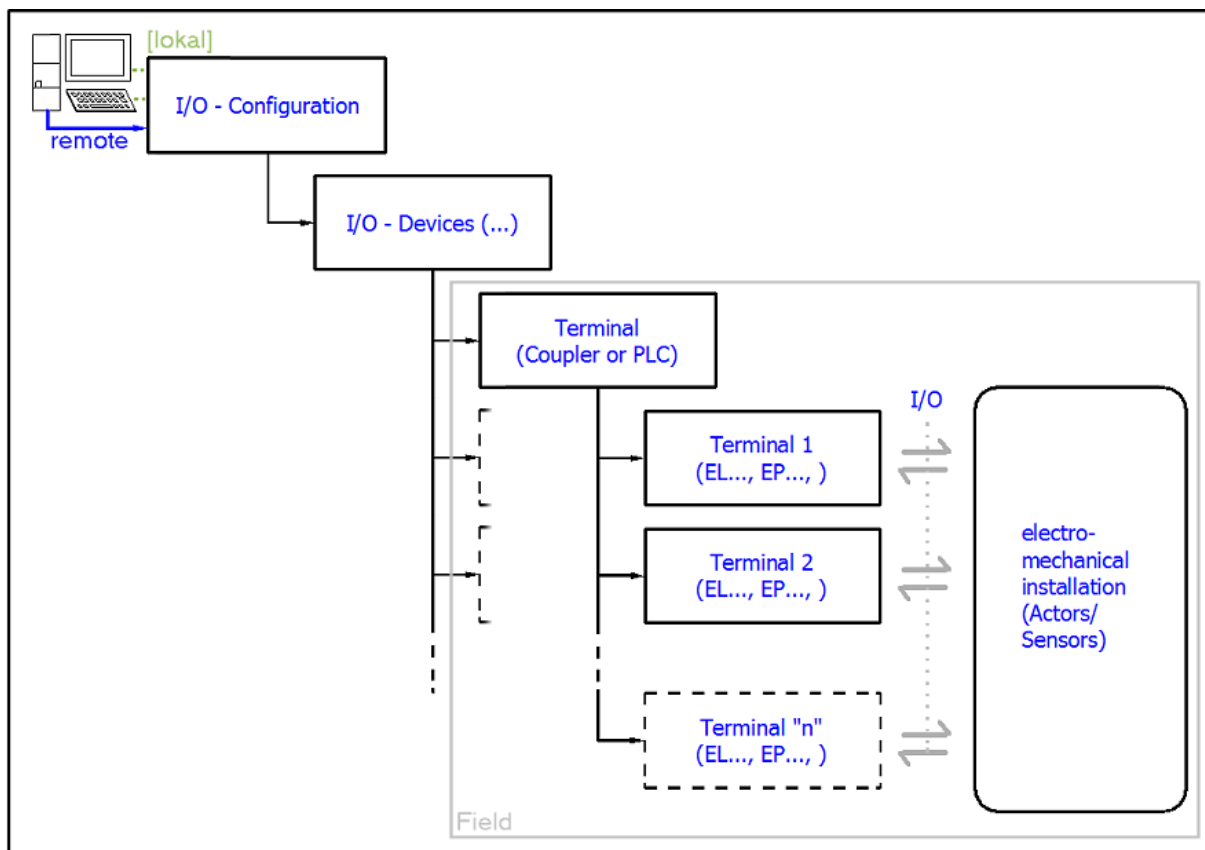 [lokal]
I/O - Configuration
remote
I/O - Devices (...)
Terminal
(Coupler or PLC)
I/O
Terminal 1
(EL..., EP..., )
Terminal 2
(EL..., EP..., )
electro-
mechanical
installation
(Actors/
Sensors)
Terminal "n"
(EL..., EP..., )
Field